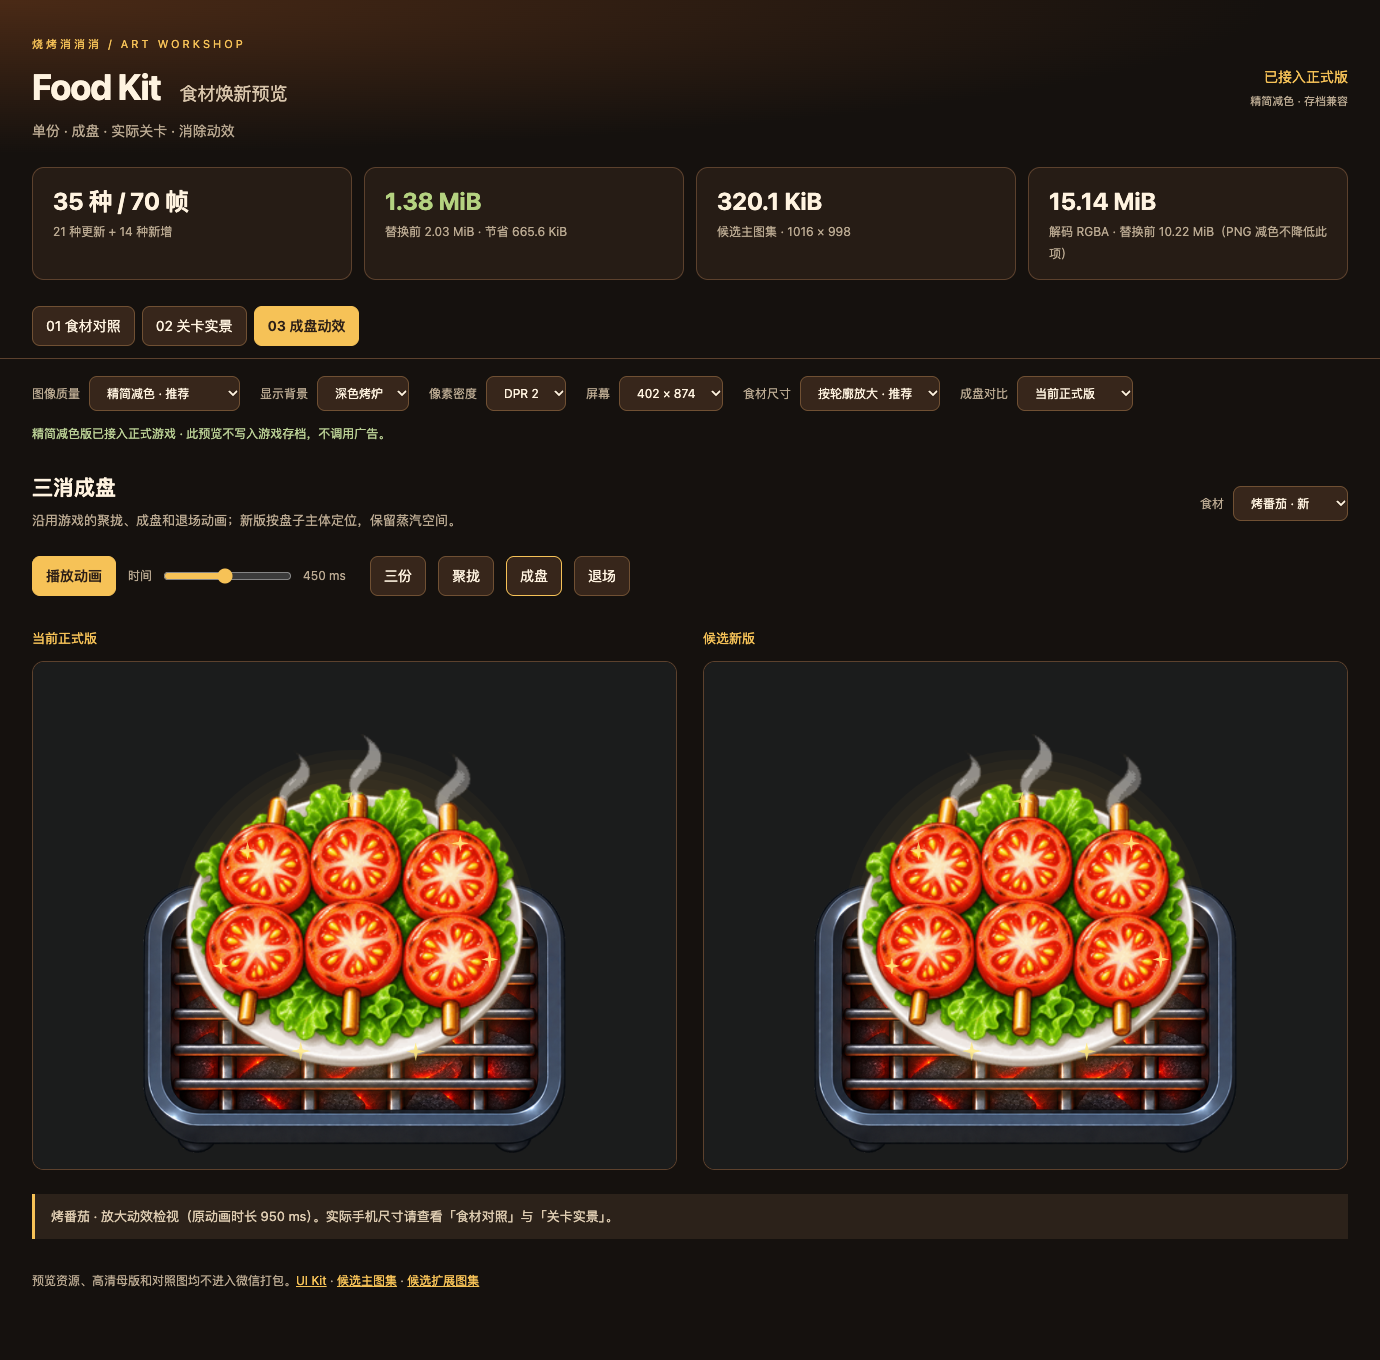 烧烤消消消 / ART WORKSHOP
Food Kit 食材焕新预览
已接入正式版
精简减色 · 存档兼容
单份 · 成盘 · 实际关卡 · 消除动效
35 种 / 70 帧
21 种更新 + 14 种新增
1.38 MiB
替换前 2.03 MiB · 节省 665.6 KiB
320.1 KiB
候选主图集 · 1016 × 998
15.14 MiB
解码 RGBA · 替换前 10.22 MiB（PNG 减色不降低此
项）
01 食材对照 02 关卡实景 03 成盘动效
图像质量 精简减色 · 推荐 显示背景 深色烤炉 像素密度 DPR 2 屏幕 402 × 874 食材尺寸 按轮廓放大 · 推荐 成盘对比 当前正式版
精简减色版已接入正式游戏 · 此预览不写入游戏存档，不调用广告。
三消成盘
沿用游戏的聚拢、成盘和退场动画；新版按盘子主体定位，保留蒸汽空间。
食材 烤番茄 · 新
播放动画 时间 450 ms 三份 聚拢 成盘 退场
当前正式版 候选新版
烤番茄 · 放大动效检视（原动画时长 950 ms）。实际手机尺寸请查看「食材对照」与「关卡实景」。
预览资源、高清母版和对照图均不进入微信打包。UI Kit · 候选主图集 · 候选扩展图集